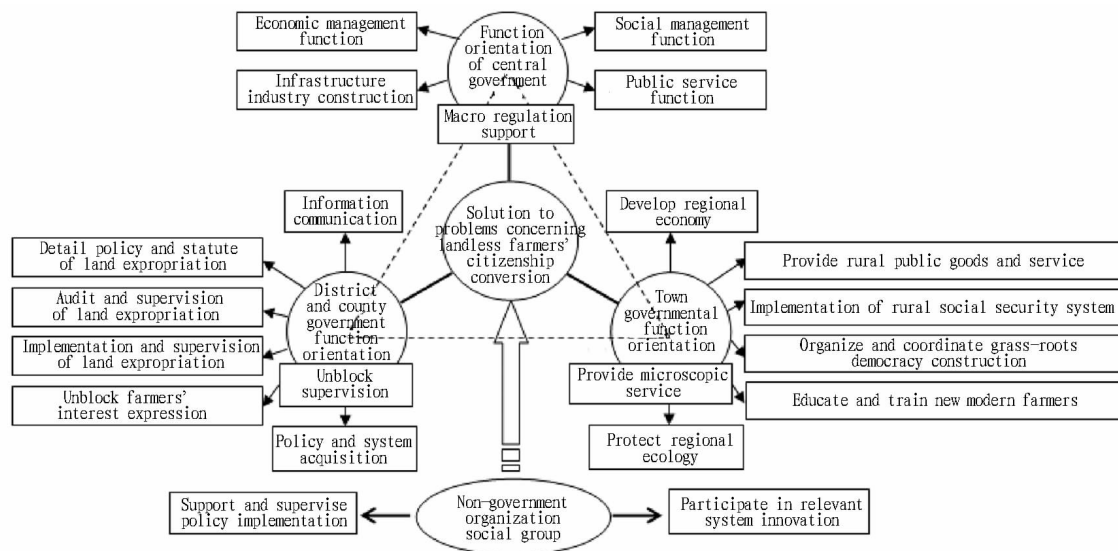 Economic management
function
Function
orientation
of central
government
Social management
function
Infrastructure
industry construction
Public service
function
Macro regulation
support
Information
communication
Solution to
problems concerning
landless farmers'
citizenship
conversion
Develop regional
economy
Detail policy and statute
of land expropriation
Audit and supervision
of land expropriation
Implementation and supervision
of land expropriation
Unblock farmers'
interest expression
District
and county
government
function
orientation
Unblock
supervision
Policy and system
acquisition
Town
governmental
function
orientation
Provide microscopic
service
Protect regional
ecology
Provide rural public goods and service
Implementation of rural social security system
Organize and coordinate grass-roots
democracy construction
Educate and train new modern farmers
Support and supervise
policy implementation
Non-government
organization
social group
Participate in relevant
system innovation